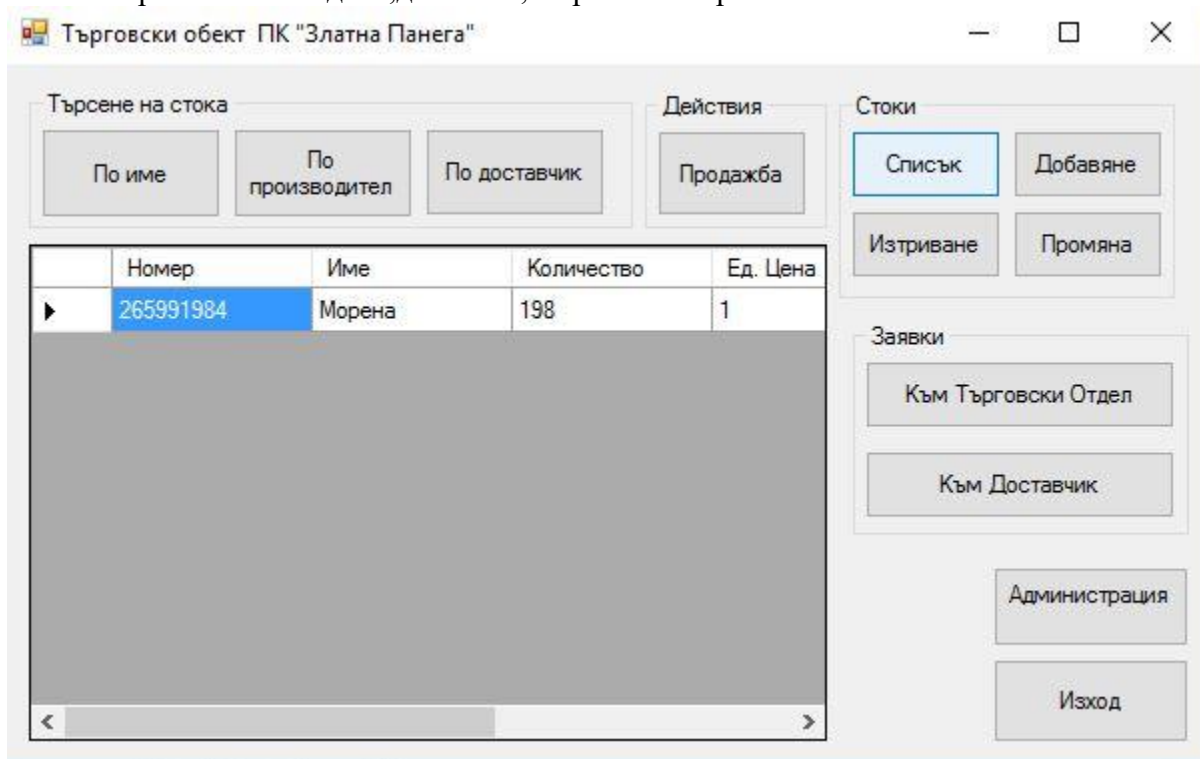 Търговски обект ПК "Златна Панега"
Търсене на стока
Действия
Стоки
По име
По
производител
По доставчик
Продажба
Списък
Добавяне
Изтриване
Промяна
Номер Име Количество Ед. Цена
265991984 Морена 198 1
Заявки
Към Търговски Отдел
Към Доставчик
Администрация
Изход